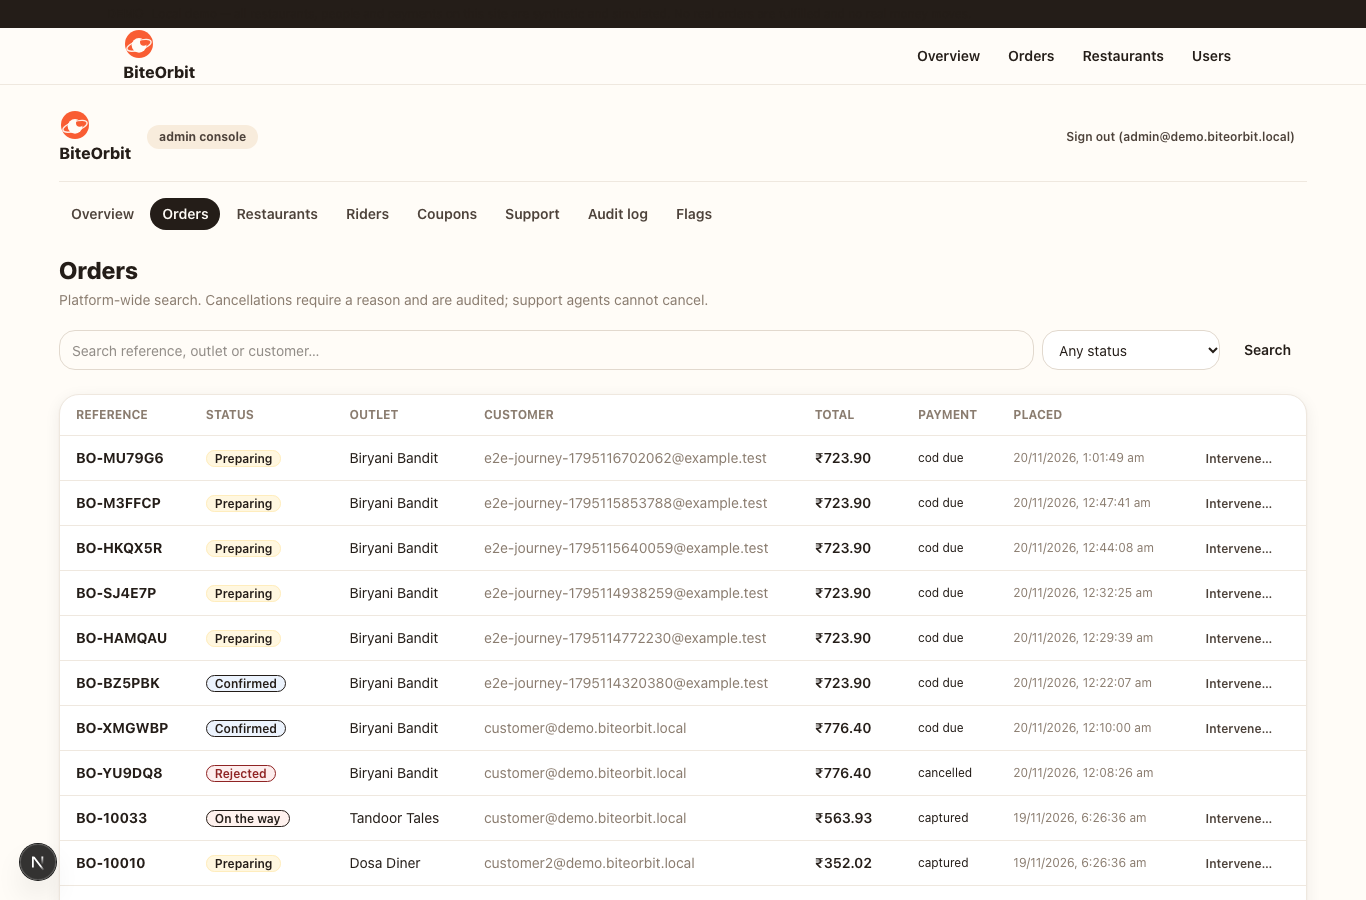 BiteOrbit
Overview Orders Restaurants Users
BiteOrbit
admin console
Sign out (admin@demo.biteorbit.local)
Overview Orders Restaurants Riders Coupons Support Audit log Flags
Orders
Platform-wide search. Cancellations require a reason and are audited; support agents cannot cancel.
Search reference, outlet or customer... Any status Search
REFERENCE STATUS OUTLET CUSTOMER TOTAL PAYMENT PLACED
BO-MU79G6 Preparing Biryani Bandit e2e-journey-1795116702062@example.test ₹723.90 cod due 20/11/2026, 1:01:49 am Intervene...
BO-M3FFCP Preparing Biryani Bandit e2e-journey-1795115853788@example.test ₹723.90 cod due 20/11/2026, 12:47:41 am Intervene...
BO-HKQX5R Preparing Biryani Bandit e2e-journey-1795115640059@example.test ₹723.90 cod due 20/11/2026, 12:44:08 am Intervene...
BO-SJ4E7P Preparing Biryani Bandit e2e-journey-1795114938259@example.test ₹723.90 cod due 20/11/2026, 12:32:25 am Intervene...
BO-HAMQAU Preparing Biryani Bandit e2e-journey-1795114772230@example.test ₹723.90 cod due 20/11/2026, 12:29:39 am Intervene...
BO-BZ5PBK Confirmed Biryani Bandit e2e-journey-1795114320380@example.test ₹723.90 cod due 20/11/2026, 12:22:07 am Intervene...
BO-XMGWBP Confirmed Biryani Bandit customer@demo.biteorbit.local ₹776.40 cod due 20/11/2026, 12:10:00 am Intervene...
BO-YU9DQ8 Rejected Biryani Bandit customer@demo.biteorbit.local ₹776.40 cancelled 20/11/2026, 12:08:26 am
BO-10033 On the way Tandoor Tales customer@demo.biteorbit.local ₹563.93 captured 19/11/2026, 6:26:36 am Intervene...
BO-10010 Preparing Dosa Diner customer2@demo.biteorbit.local ₹352.02 captured 19/11/2026, 6:26:36 am Intervene...
N